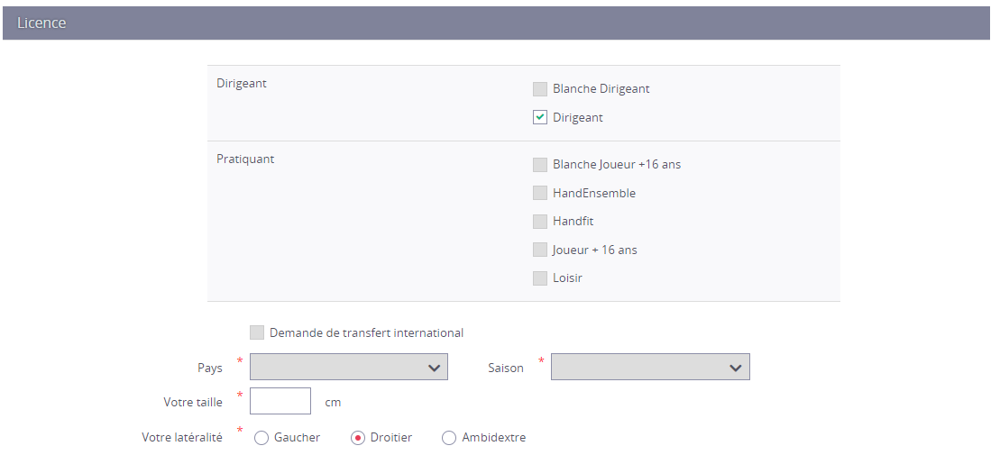 Licence
Dirigeant
Blanche Dirigeant
Dirigeant
Pratiquant
Blanche Joueur +16 ans
HandEnsemble
Handfit
Joueur + 16 ans
Loisir
Demande de transfert international
Pays * Saison *
Votre taille * cm
Votre latéralité * Gaucher Droitier Ambidextre